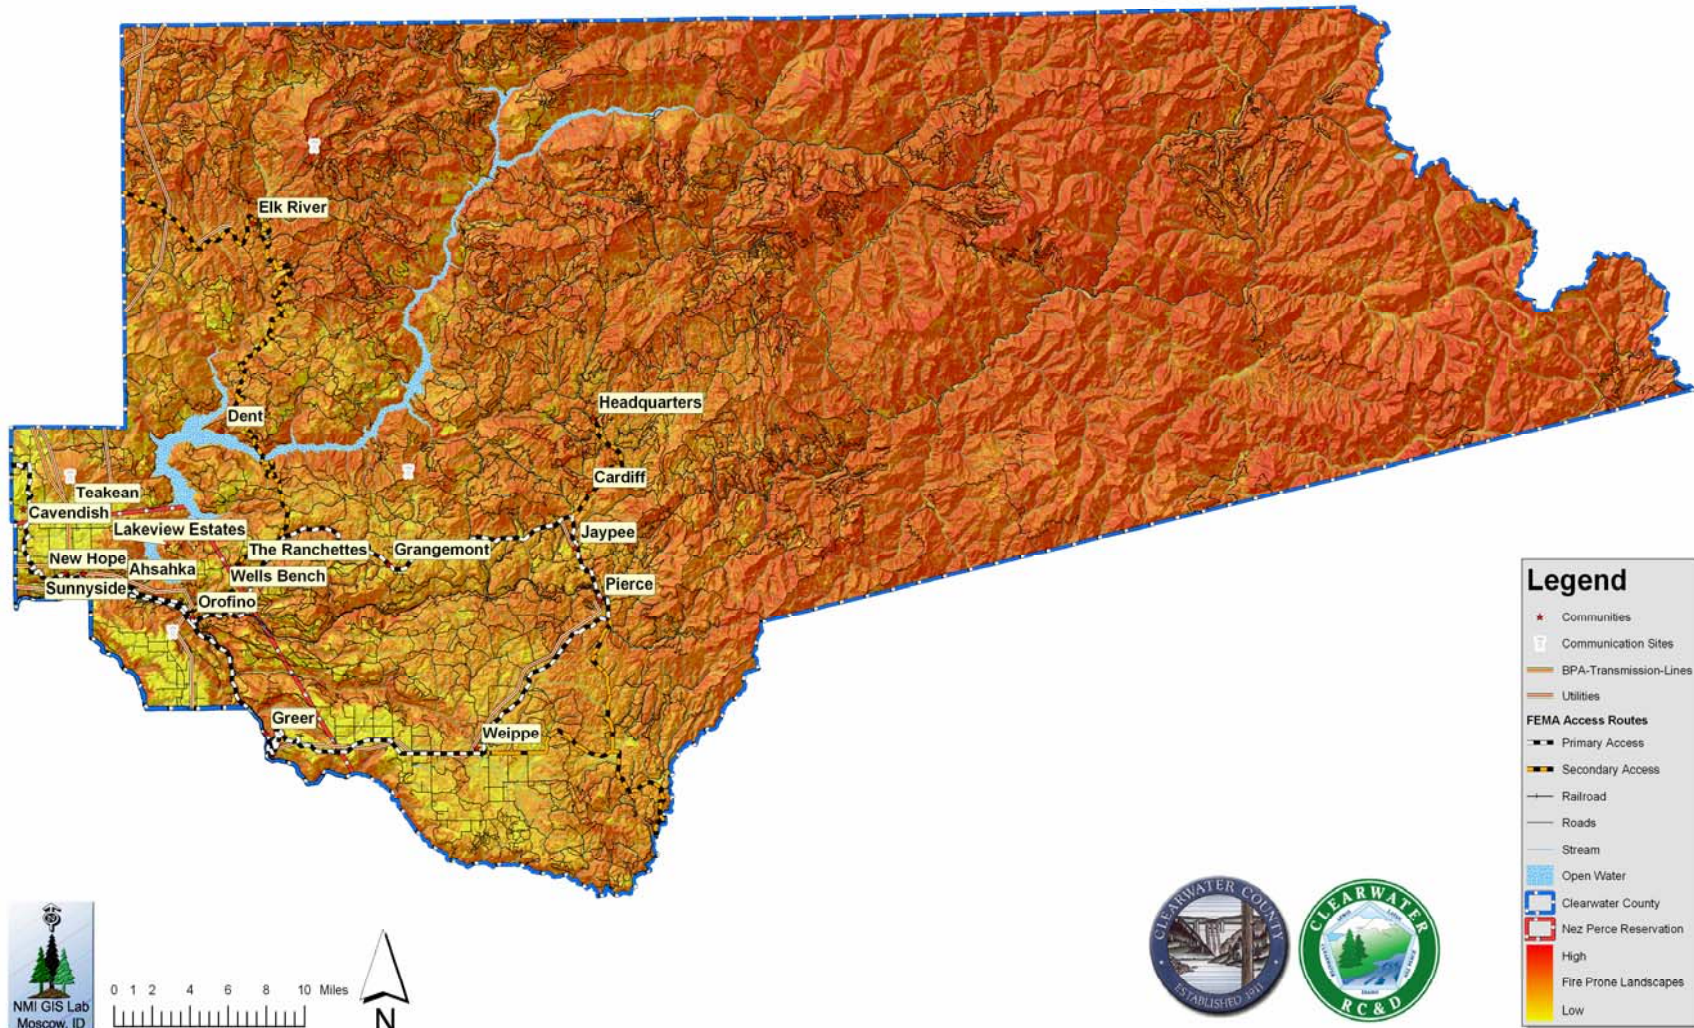 Elk River
Dent
Headquarters
Cardiff
Teakean
Cavendish
Lakeview Estates
Jaypee
New Hope
The Ranchettes
Grangemont
Ahsahka
Wells Bench
Sunnyside
Pierce
Orofino
Greer
Weippe
Legend
Communities
Communication Sites
BPA-Transmission-Lines
Utilities
FEMA Access Routes
Primary Access
Secondary Access
Railroad
Roads
Stream
Open Water
Clearwater County
Nez Perce Reservation
High
Fire Prone Landscapes
Low
NMI GIS Lab
Moscow, ID
0 1 2 4 6 8 10 Miles
N
CLEARWATER COUNTY
ESTABLISHED 1911
CLEARWATER
RC&D